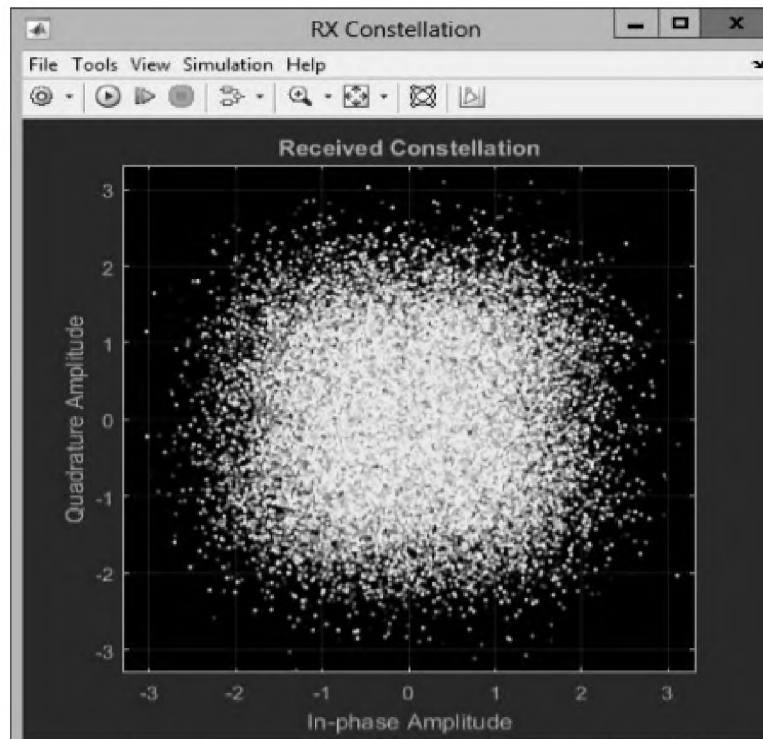 RX Constellation
File Tools View Simulation Help
Received Constellation
Quadrature Amplitude
3
2
1
0
-1
-2
-3
-3 -2 -1 0 1 2 3
In-phase Amplitude